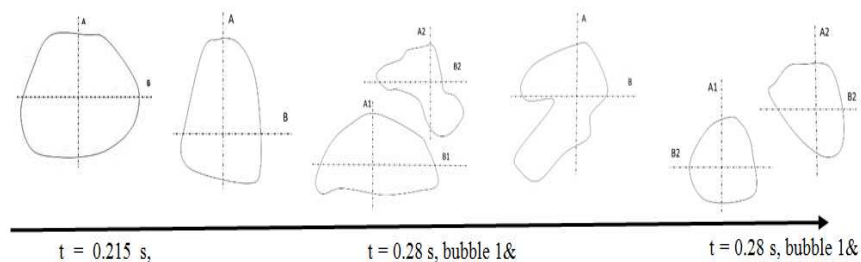 A
B
A
B
A2
B2
A1
B1
A
B
A1
B2
A2
B2
t = 0.215 s,
t = 0.28 s, bubble 1&
t = 0.28 s, bubble 1&